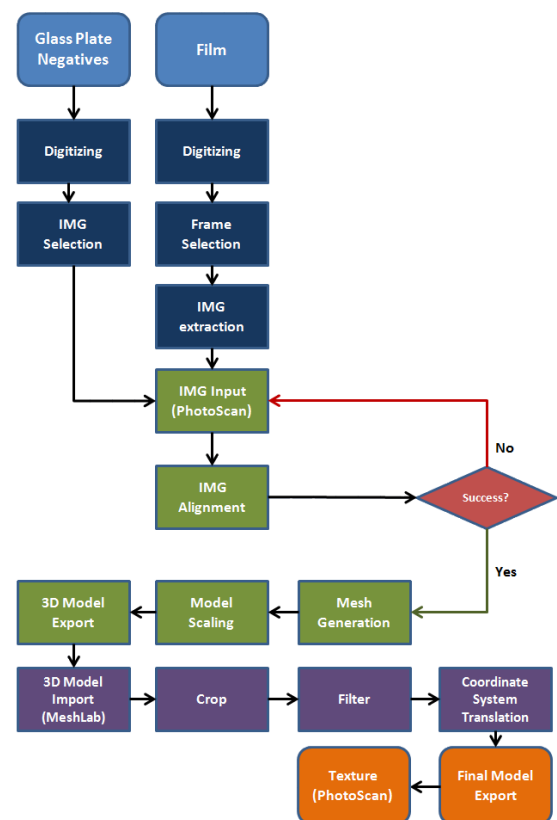 Glass Plate
Negatives
Film
Digitizing
Digitizing
IMG
Selection
Frame
Selection
IMG
extraction
IMG Input
(PhotoScan)
No
IMG
Alignment
Success?
Yes
3D Model
Export
Model
Scaling
Mesh
Generation
3D Model
Import
(MeshLab)
Crop
Filter
Coordinate
System
Translation
Texture
(PhotoScan)
Final Model
Export